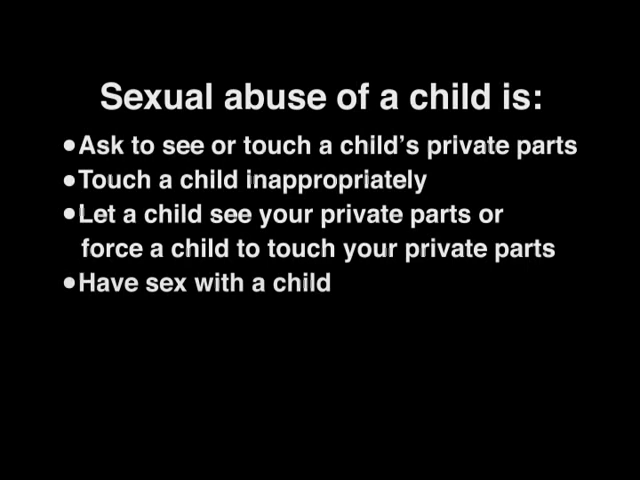 Sexual abuse of a child is:
•Ask to see or touch a child’s private parts
•Touch a child inappropriately
•Let a child see your private parts or
force a child to touch your private parts
•Have sex with a child